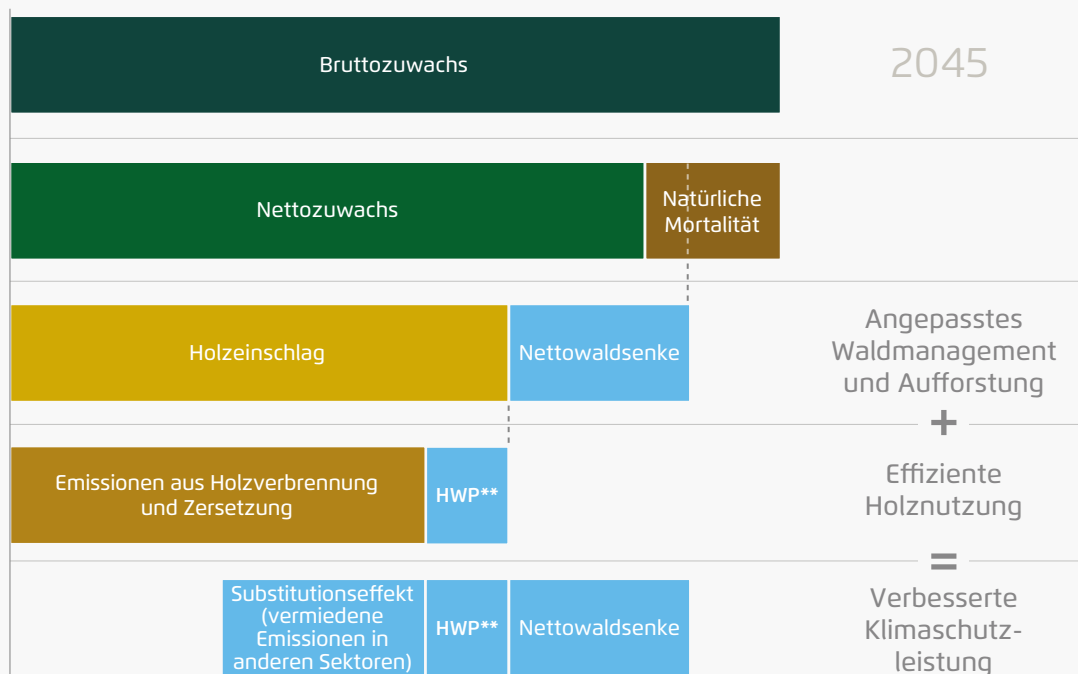 Bruttozuwachs
2045
Nettozuwachs
Natürliche
Mortalität
Holzeinschlag
Nettowaldsenke
Angepasstes
Waldmanagement
und Aufforstung
+
Emissionen aus Holzverbrennung
und Zersetzung
HWP**
Effiziente
Holznutzung
=
Substitutionseffekt
(vermiedene
Emissionen in
anderen Sektoren)
HWP**
Nettowaldsenke
Verbesserte
Klimaschutz-
leistung